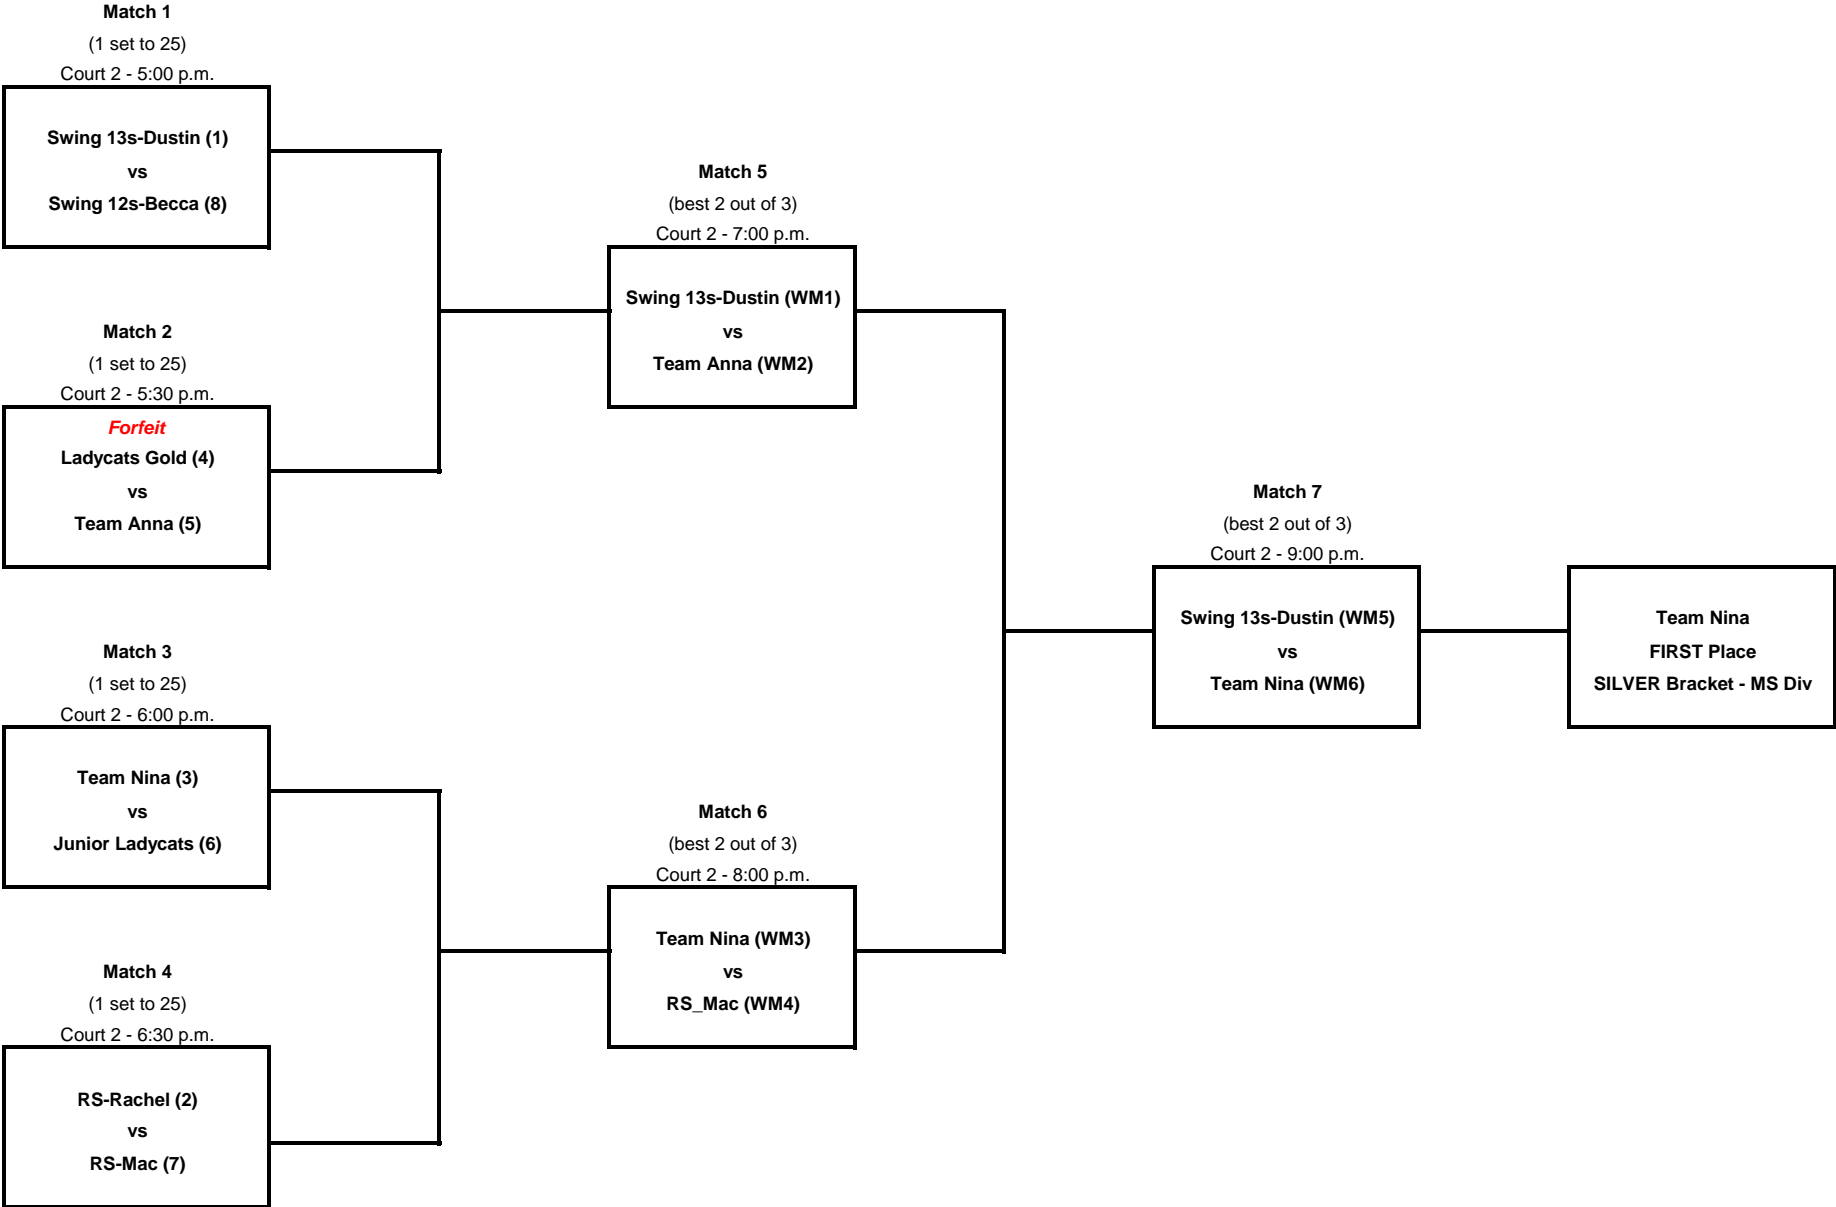 Match 1
(1 set to 25)
Court 2 - 5:00 p.m.
Swing 13s-Dustin (1)
vs
Swing 12s-Becca (8)
Match 2
(1 set to 25)
Court 2 - 5:30 p.m.
Forfeit
Ladycats Gold (4)
vs
Team Anna (5)
Match 3
(1 set to 25)
Court 2 - 6:00 p.m.
Team Nina (3)
vs
Junior Ladycats (6)
Match 4
(1 set to 25)
Court 2 - 6:30 p.m.
RS-Rachel (2)
vs
RS-Mac (7)
Match 5
(best 2 out of 3)
Court 2 - 7:00 p.m.
Swing 13s-Dustin (WM1)
vs
Team Anna (WM2)
Match 6
(best 2 out of 3)
Court 2 - 8:00 p.m.
Team Nina (WM3)
vs
RS_Mac (WM4)
Match 7
(best 2 out of 3)
Court 2 - 9:00 p.m.
Swing 13s-Dustin (WM5)
vs
Team Nina (WM6)
Team Nina
FIRST Place
SILVER Bracket - MS Div